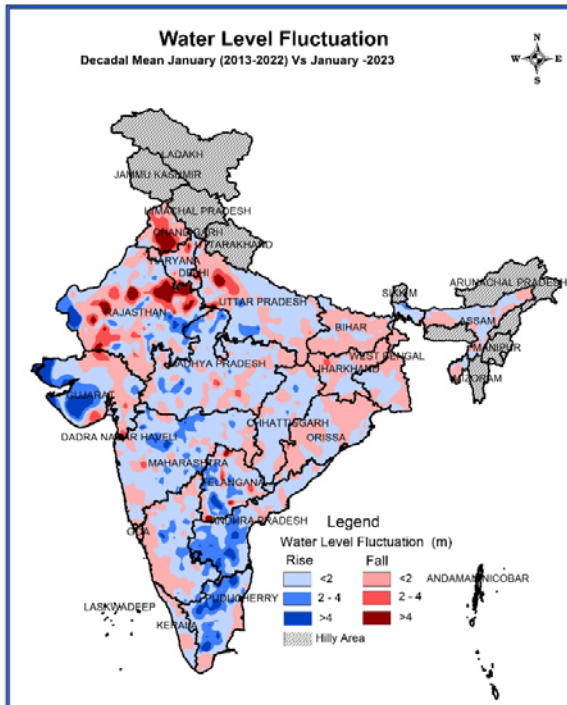 Water Level Fluctuation
Decadal Mean January (2013-2022) Vs January -2023
N
W E
S
LADAKH
JAMMU KASHMIR
HIMACHAL PRADESH
CHANDIGARH
UTTARAKHAND
HARYANA
DELHI
ARUNACHAL PRADESH
SIKKIM
UTTAR PRADESH
RAJASTHAN
ASSAM
BIHAR
MANIPUR
WEST BENGAL
MADHYA PRADESH
JHARKHAND
MIZORAM
GUJARAT
CHHATTISGARH
DADRA NAGAR HAVELI
ORISSA
MAHARASHTRA
TELANGANA
GOA
ANDHRA PRADESH
Legend
Water Level Fluctuation (m)
Rise Fall
<2 <2
2 - 4 2 - 4
>4 >4
Hilly Area
ANDAMAN NICOBAR
PUDUCHERRY
LASKWADEEP
KERALA